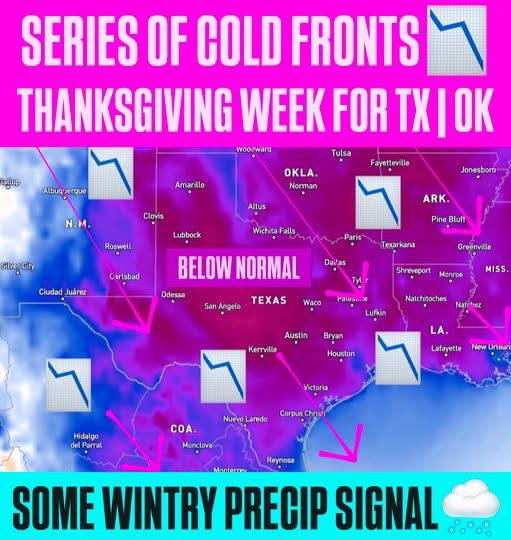 SERIES OF COLD FRONTS
THANKSGIVING WEEK FOR TX | OK
Woodward
Tulsa
Fayetteville
Jonesboro
OKLA.
Norman
Gallup
Albuquerque
Amarillo
Altus
ARK.
Pine Bluff
N.M.
Clovis
Wichita Falls
Paris
Texarkana
Greenville
Roswell
Lubbock
BELOW NORMAL
Dallas
Tyler
Shreveport
Monroe
MISS.
Silver City
Carlsbad
Ciudad Juárez
Odessa
San Angelo
TEXAS
Waco
Palestine
Lufkin
Natchitoches
Natchez
Austin
Bryan
LA.
Kerrville
Houston
Lafayette
New Orleans
Victoria
Hidalgo
del Parral
COA.
Monclova
Nuevo Laredo
Corpus Christi
Monterrey
Reynosa
SOME WINTRY PRECIP SIGNAL